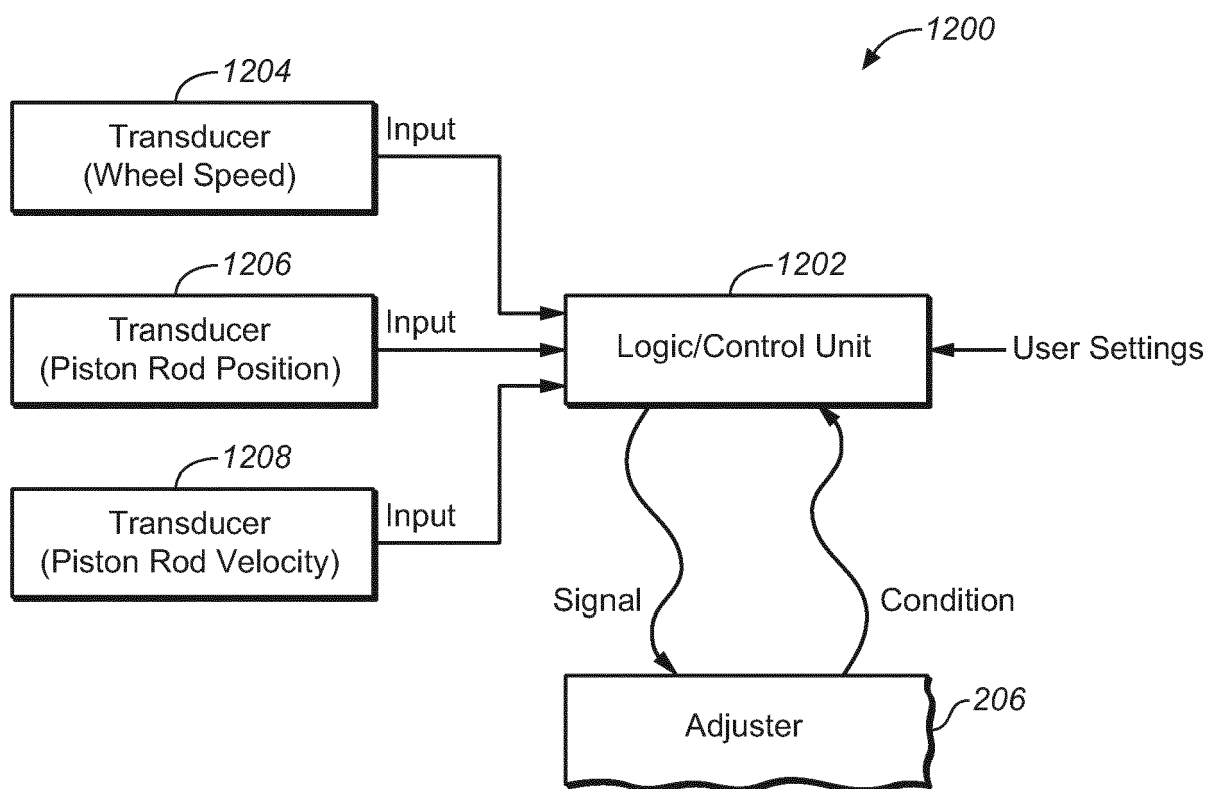 1200
1204
Transducer
(Wheel Speed)
Input
1206
Transducer
(Piston Rod Position)
Input
1202
Logic/Control Unit
User Settings
1208
Transducer
(Piston Rod Velocity)
Input
Signal
Condition
206
Adjuster